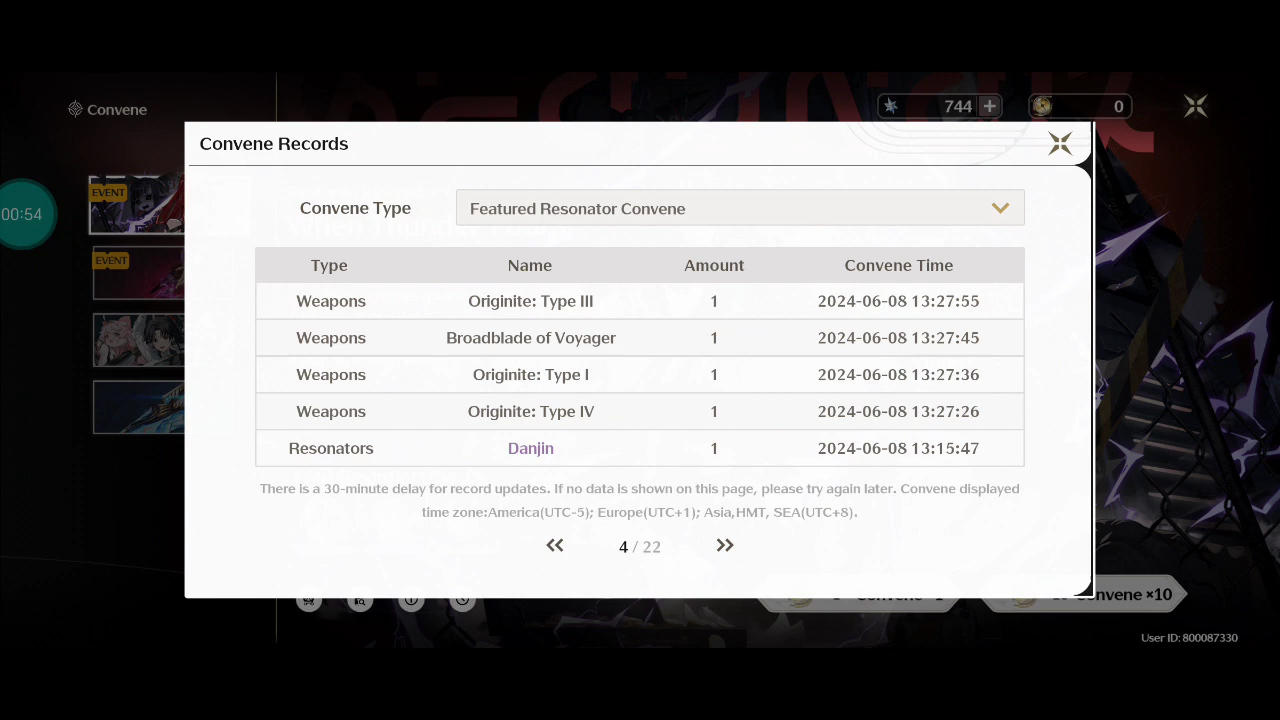 Convene
744
0
Convene Records
EVENT
00:54
Convene Type
Featured Resonator Convene
EVENT
Type Name Amount Convene Time
Weapons Originite: Type III 1 2024-06-08 13:27:55
Weapons Broadblade of Voyager 1 2024-06-08 13:27:45
Weapons Originite: Type I 1 2024-06-08 13:27:36
Weapons Originite: Type IV 1 2024-06-08 13:27:26
Resonators Danjin 1 2024-06-08 13:15:47
There is a 30-minute delay for record updates. If no data is shown on this page, please try again later. Convene displayed
time zone:America(UTC-5); Europe(UTC+1); Asia,HMT, SEA(UTC+8).
4 / 22
Convene ×10
User ID: 800087330